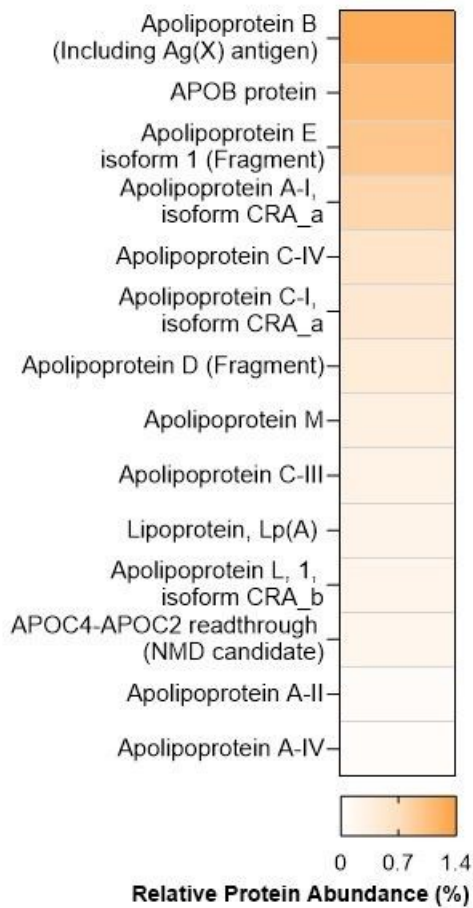 Apolipoprotein B
(Including Ag(X) antigen)
APOB protein
Apolipoprotein E
isoform 1 (Fragment)
Apolipoprotein A-I,
isoform CRA_a
Apolipoprotein C-IV
Apolipoprotein C-I,
isoform CRA_a
Apolipoprotein D (Fragment)
Apolipoprotein M
Apolipoprotein C-III
Lipoprotein, Lp(A)
Apolipoprotein L, 1,
isoform CRA_b
APOC4-APOC2 readthrough
(NMD candidate)
Apolipoprotein A-II
Apolipoprotein A-IV
0 0.7 1.4
Relative Protein Abundance (%)